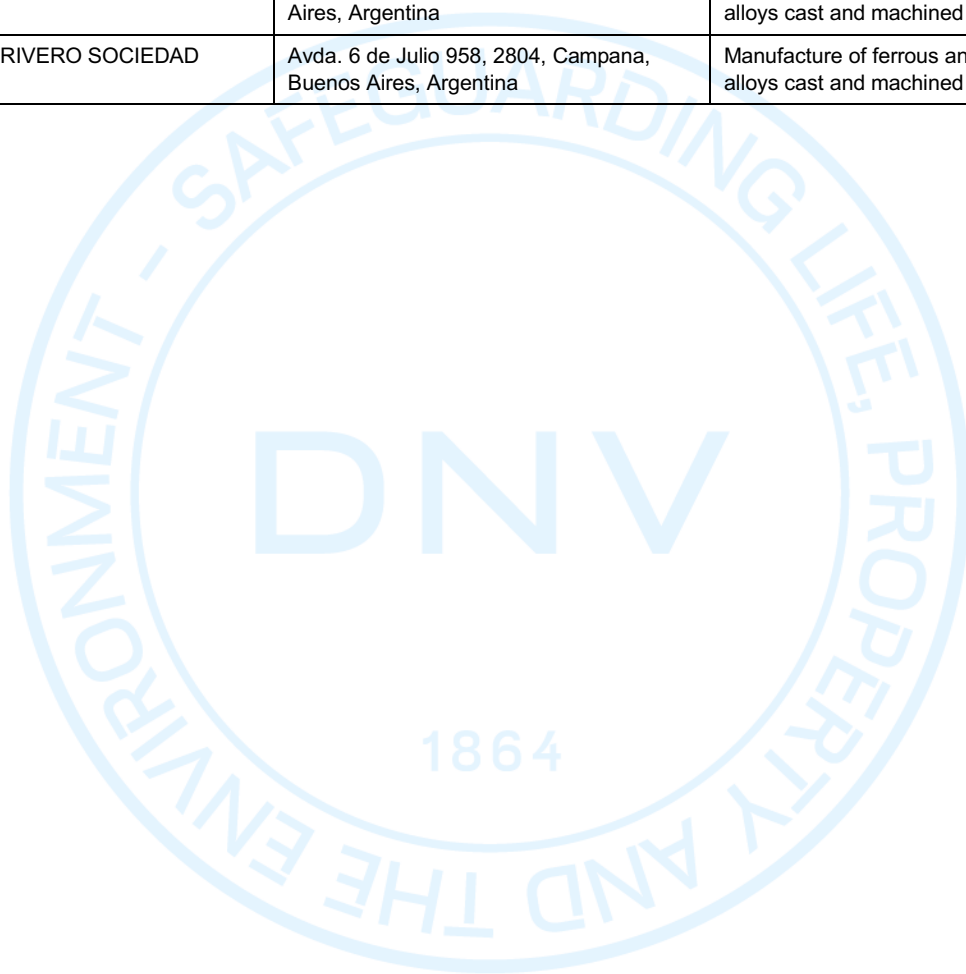 Aires, Argentina
alloys cast and machined
RIVERO SOCIEDAD
Avda. 6 de Julio 958, 2804, Campana,
Buenos Aires, Argentina
Manufacture of ferrous an
alloys cast and machined
SAFEGUARDING LIFE, PROPERTY AND THE ENVIRONMENT -
DNV
1864